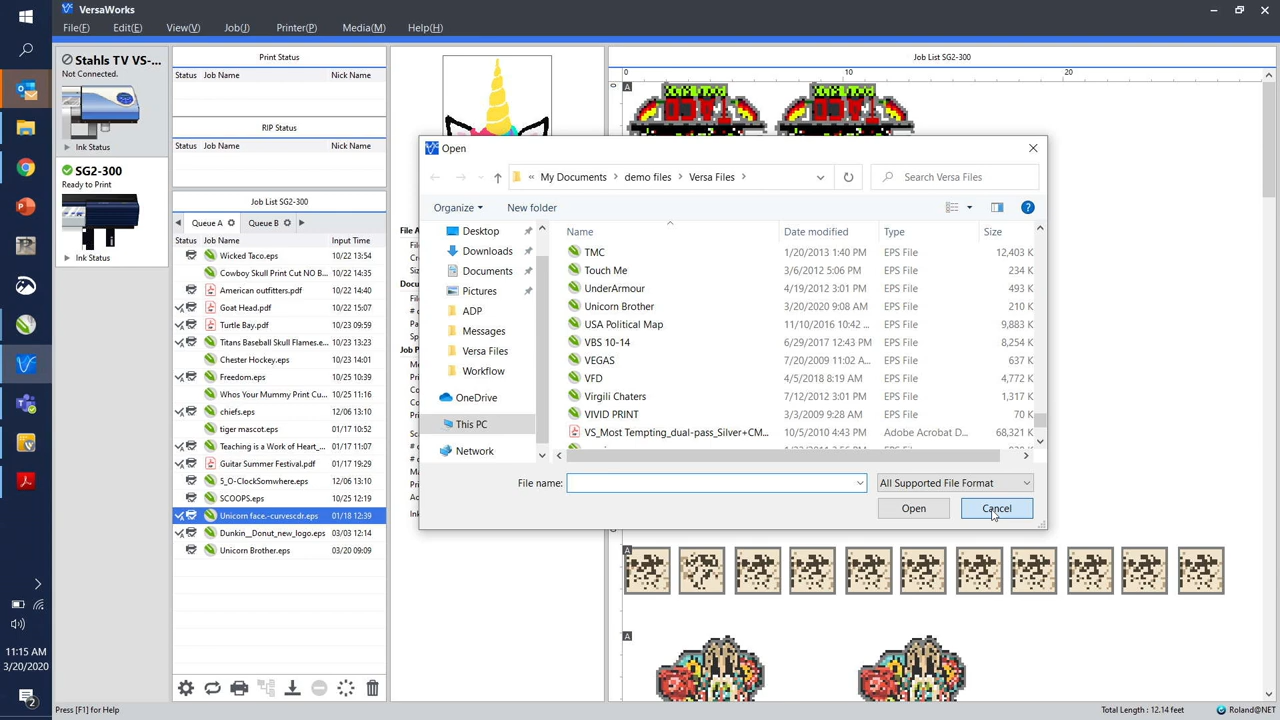 VersaWorks
File(F) Edit(E) View(V) Job(J) Printer(P) Media(M) Help(H)
Stahls TV VS-...
Not Connected.
Ink Status
SG2-300
Ready to Print
Ink Status
Print Status
Status Job Name Nick Name
RIP Status
Status Job Name Nick Name
Job List SG2-300
Queue A Queue B
Status Job Name Input Time
Wicked Taco.eps 10/22 13:54
Cowboy Skull Print Cut NO B... 10/22 14:35
American outfitters.pdf 10/22 14:40
Goat Head.pdf 10/22 15:07
Turtle Bay.pdf 10/23 09:59
Titans Baseball Skull Flames.e... 10/23 13:23
Chester Hockey.eps 10/23 14:01
Freedom.eps 10/25 10:39
Whos Your Mummy Print Cu... 10/25 11:16
chiefs.eps 12/06 13:10
tiger mascot.eps 01/17 10:52
Teaching is a Work of Heart_... 01/17 11:07
Guitar Summer Festival.pdf 01/17 19:29
5_O-ClockSomwhere.eps 10/25 12:36
SCOOPS.eps 10/25 12:19
Unicorn face.-curvescdr.eps 01/18 12:39
Dunkin__Donut_new_logo.eps 03/03 12:14
Unicorn Brother.eps 03/20 09:09
Job List SG2-300
0 10 20
0
A
A
A
Open
« My Documents > demo files > Versa Files >
Search Versa Files
Organize New folder
Desktop
Downloads
Documents
Pictures
ADP
Messages
Versa Files
Workflow
OneDrive
This PC
Network
Name Date modified Type Size
TMC 1/20/2013 1:40 PM EPS File 12,403 K
Touch Me 3/6/2012 5:06 PM EPS File 234 K
UnderArmour 4/19/2012 3:01 PM EPS File 493 K
Unicorn Brother 3/20/2020 9:08 AM EPS File 210 K
USA Political Map 11/10/2016 10:42 ... EPS File 9,883 K
VBS 10-14 6/29/2017 12:43 PM EPS File 8,254 K
VEGAS 7/20/2009 11:02 A... EPS File 637 K
VFD 4/5/2018 8:19 AM EPS File 4,772 K
Virgili Chaters 7/12/2012 3:01 PM EPS File 1,317 K
VIVID PRINT 3/3/2009 9:28 AM EPS File 70 K
VS_Most Tempting_dual-pass_Silver+CM... 10/5/2010 4:43 PM Adobe Acrobat D... 68,321 K
File name: All Supported File Format
Open Cancel
11:15 AM
3/20/2020
2
Press [F1] for Help
Total Length : 12.14 feet
Roland@NET